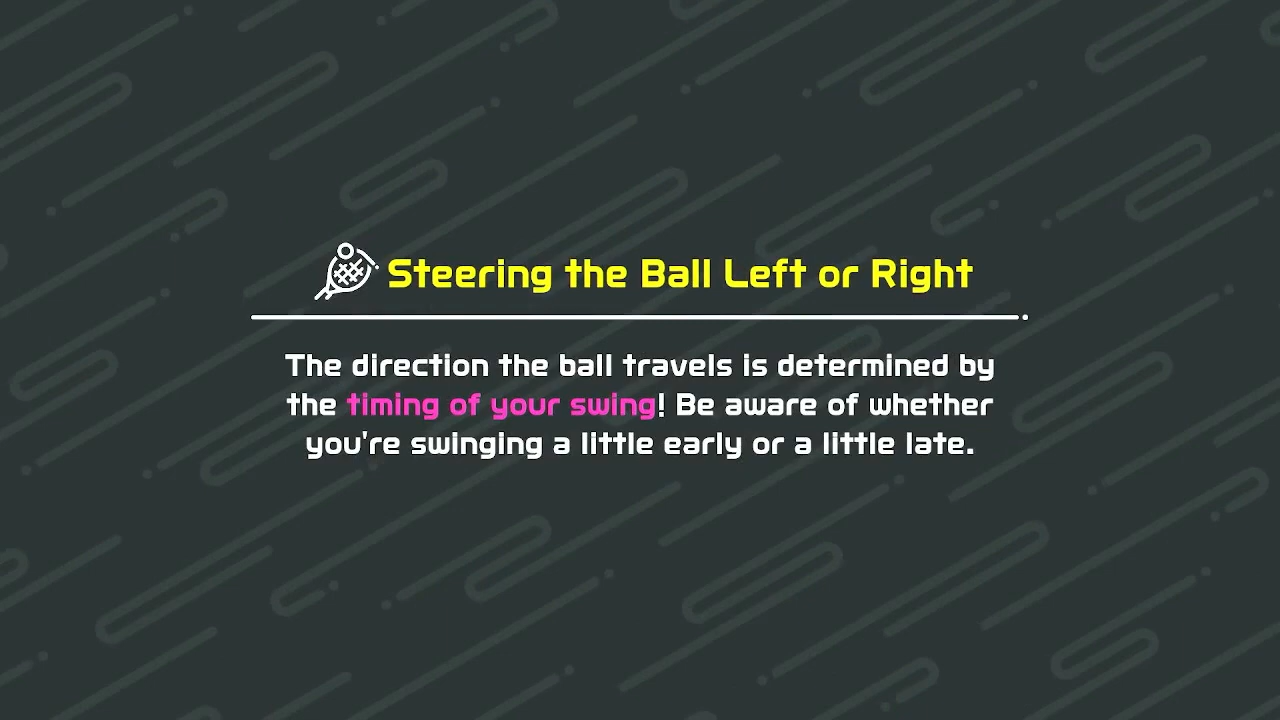 Steering the Ball Left or Right
The direction the ball travels is determined by
the timing of your swing! Be aware of whether
you're swinging a little early or a little late.